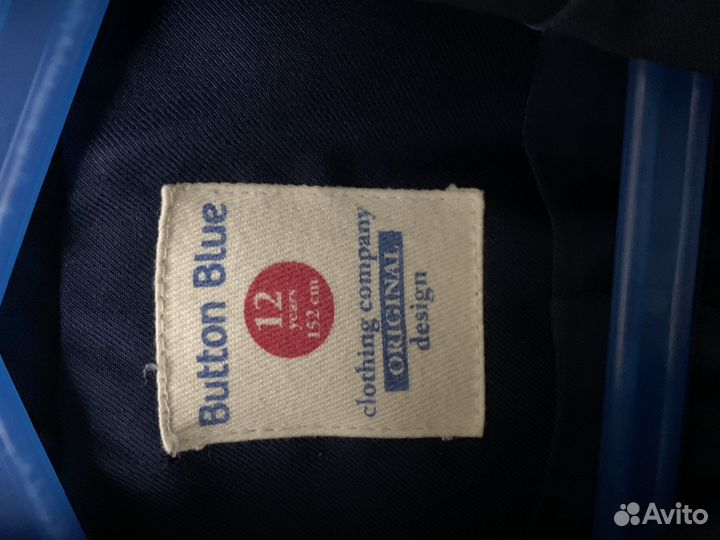 Button Blue
12
years
152 cm
clothing company
ORIGINAL
design
Avito